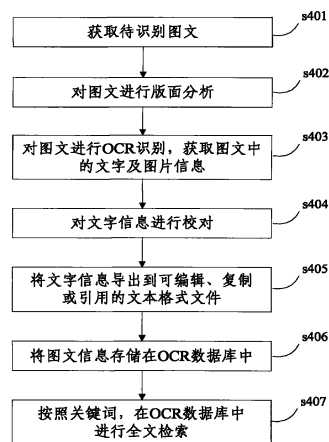 获取待识别图文
s401
对图文进行版面分析
s402
对图文进行OCR识别，获取图文中
的文字及图片信息
s403
对文字信息进行校对
s404
将文字信息导出到可编辑、复制
或引用的文本格式文件
s405
将图文信息存储在OCR数据库中
s406
按照关键词，在OCR数据库中
进行全文检索
s407